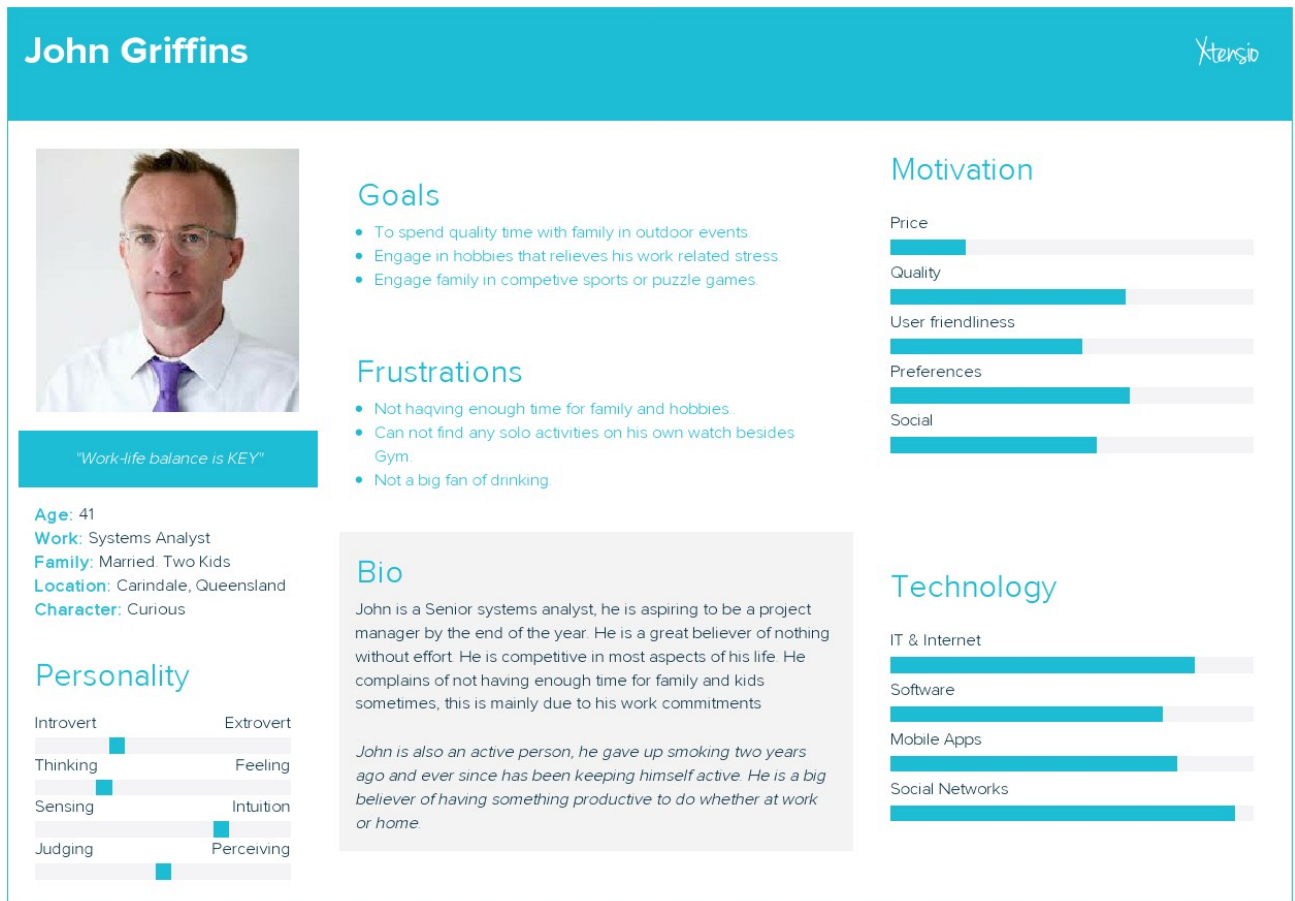 John Griffins
Xtensio
"Work-life balance is KEY"
Age: 41
Work: Systems Analyst
Family: Married. Two Kids
Location: Carindale, Queensland
Character: Curious
Personality
Introvert Extrovert
Thinking Feeling
Sensing Intuition
Judging Perceiving
Goals
To spend quality time with family in outdoor events.
Engage in hobbies that relieves his work related stress.
Engage family in competive sports or puzzle games.
Frustrations
Not haqving enough time for family and hobbies..
Can not find any solo activities on his own watch besides
Gym.
Not a big fan of drinking
Bio
John is a Senior systems analyst, he is aspiring to be a project
manager by the end of the year. He is a great believer of nothing
without effort. He is competitive in most aspects of his life. He
complains of not having enough time for family and kids
sometimes, this is mainly due to his work commitments
John is also an active person, he gave up smoking two years
ago and ever since has been keeping himself active. He is a big
believer of having something productive to do whether at work
or home.
Motivation
Price
Quality
User friendliness
Preferences
Social
Technology
IT & Internet
Software
Mobile Apps
Social Networks